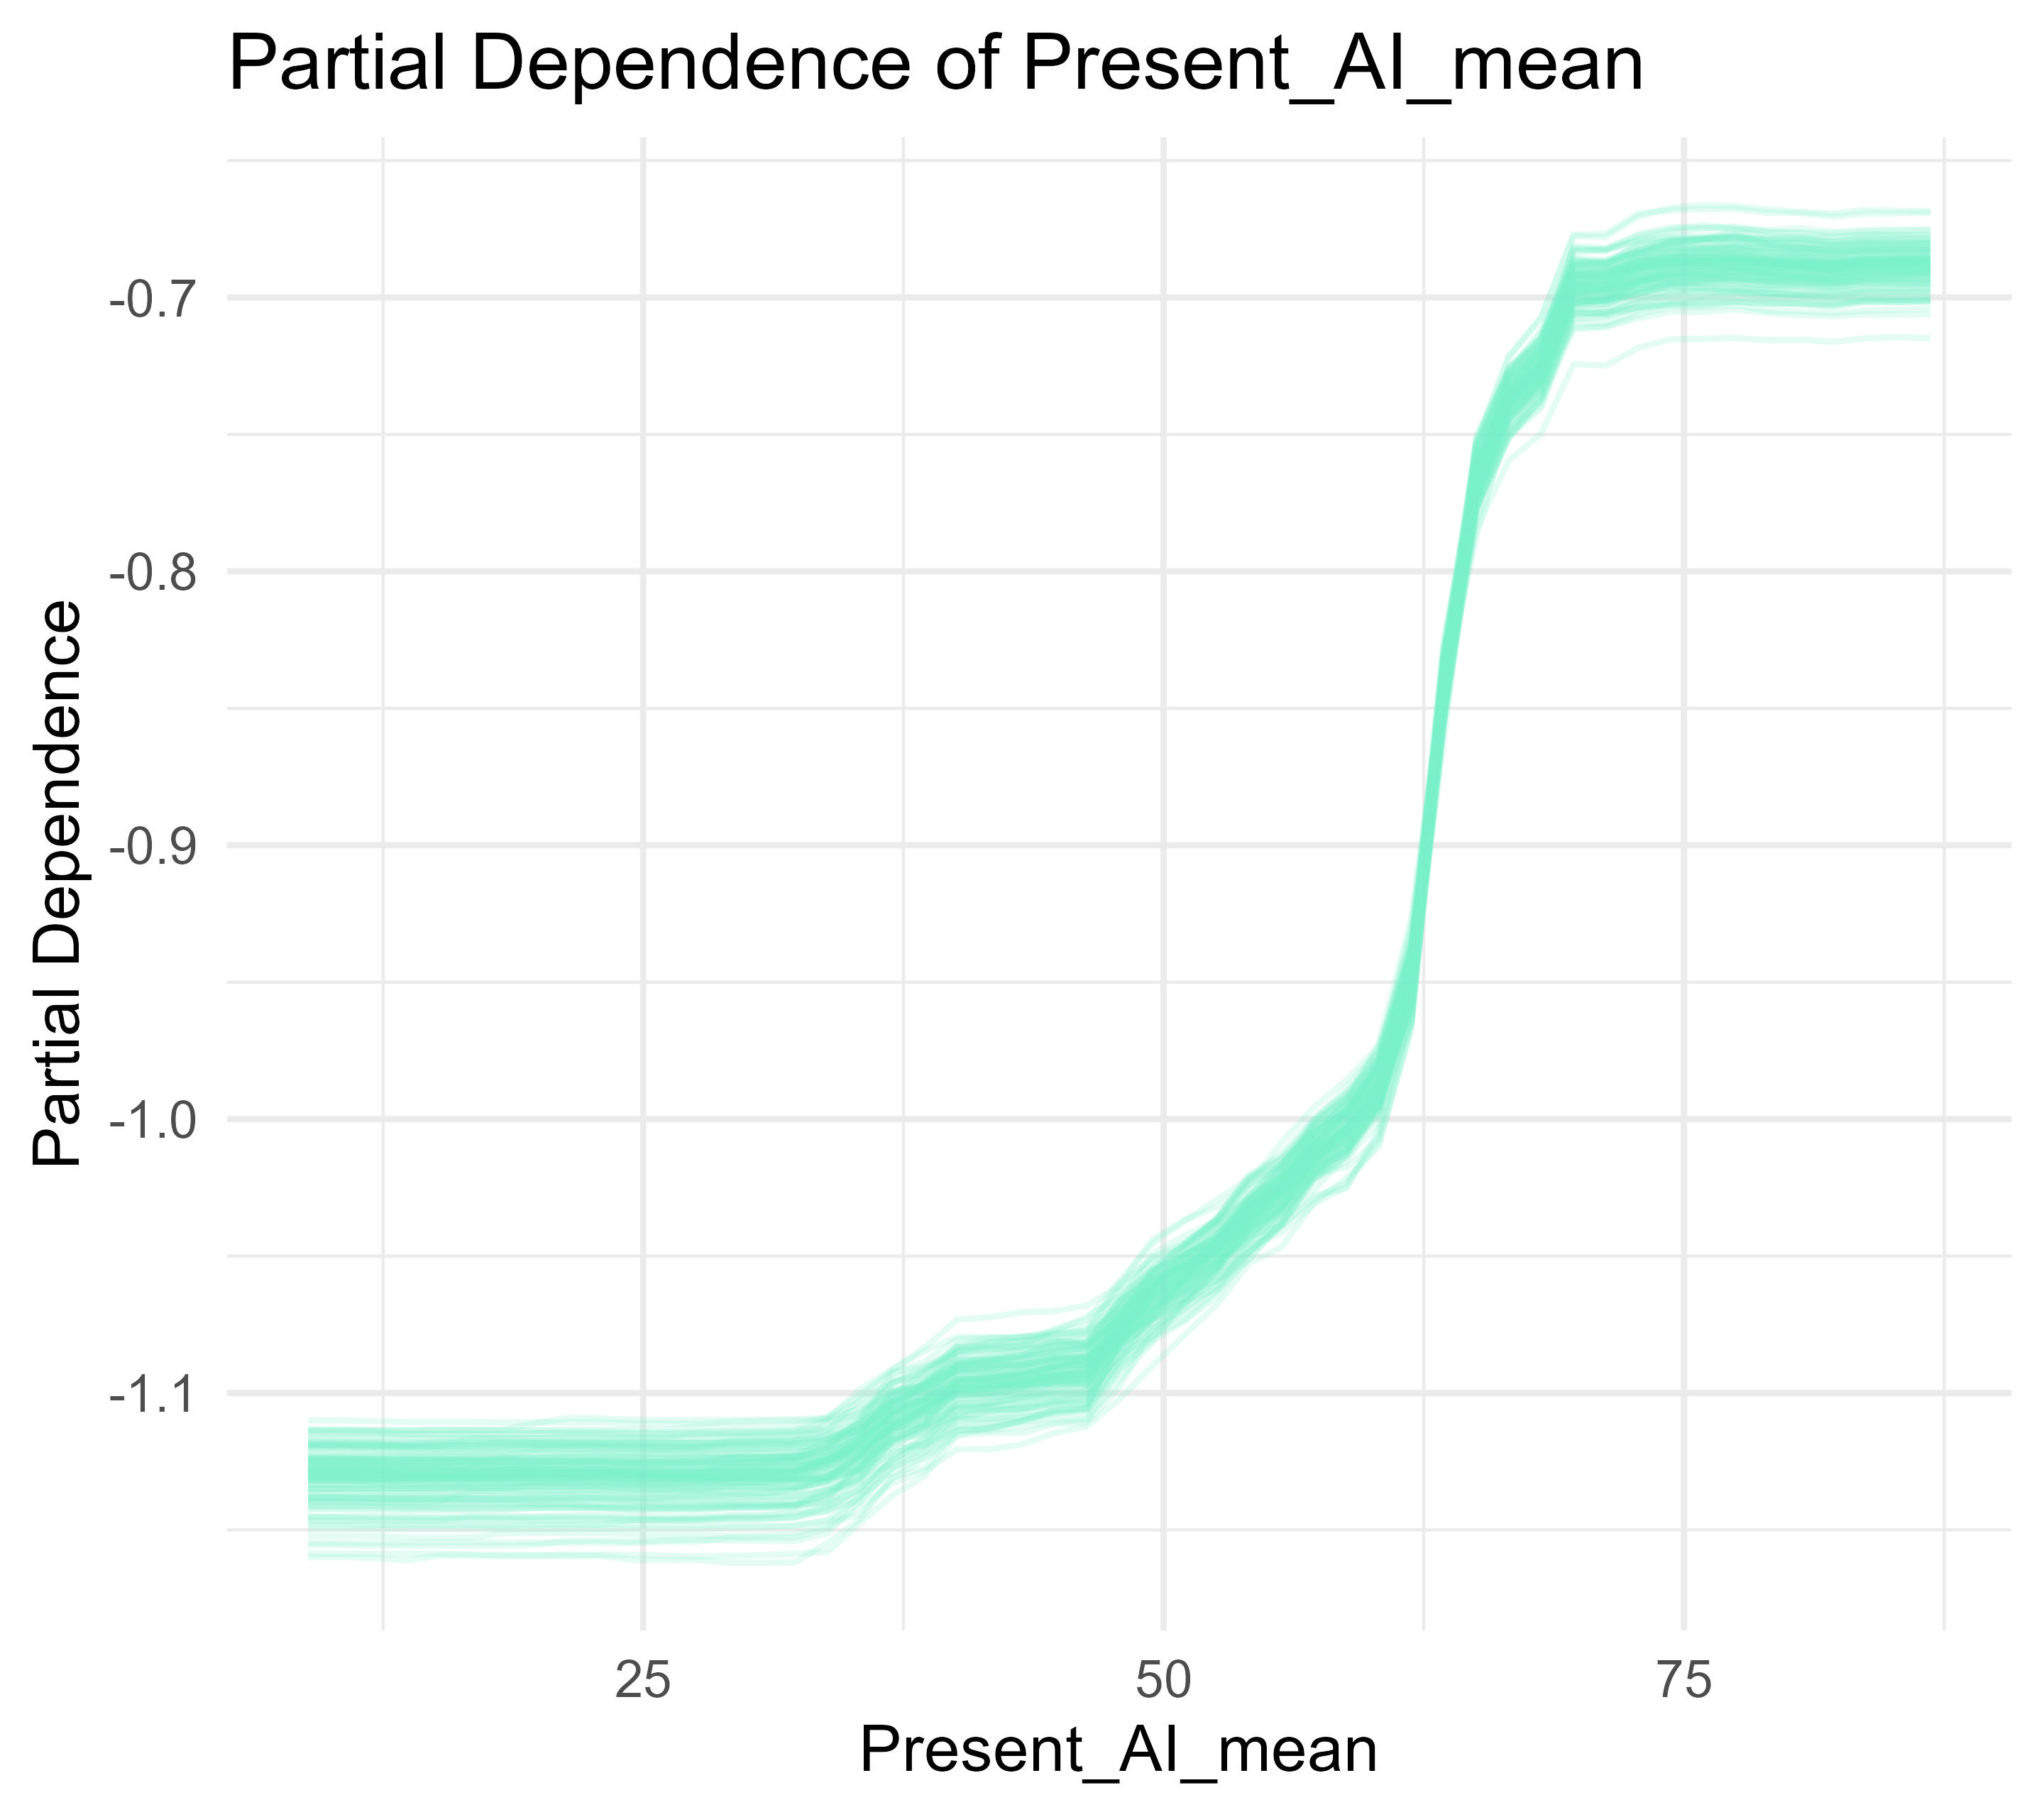 Partial Dependence of Present_AI_mean
Partial Dependence
-0.7
-0.8
-0.9
-1.0
-1.1
25 50 75
Present_AI_mean